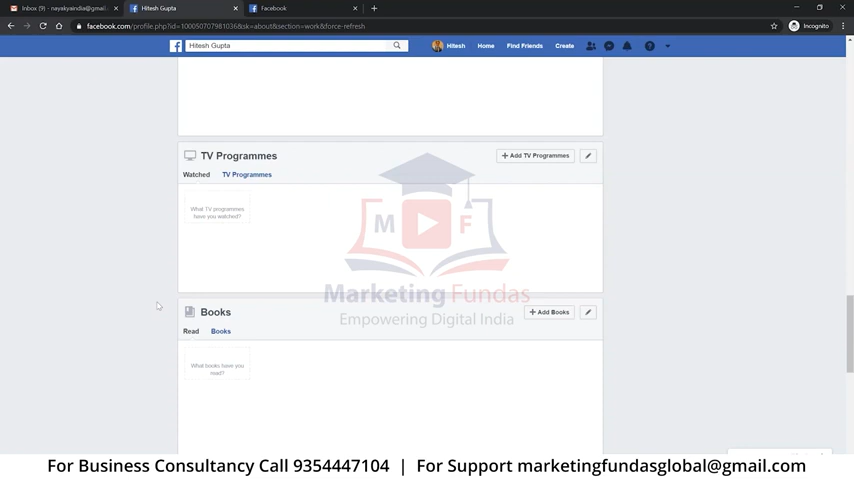 Inbox (9) - nayakyaindia@gmail
Hitesh Gupta
Facebook
facebook.com/profile.php?id=100050707981036&sk=about&section=work&force-refresh
Incognito
Hitesh Gupta
Hitesh
Home
Find Friends
Create
TV Programmes
+ Add TV Programmes
Watched
TV Programmes
What TV programmes
have you watched?
M F
Marketing Fundas
Empowering Digital India
Books
+ Add Books
Read
Books
What books have you
read?
For Business Consultancy Call 9354447104 | For Support marketingfundasglobal@gmail.com